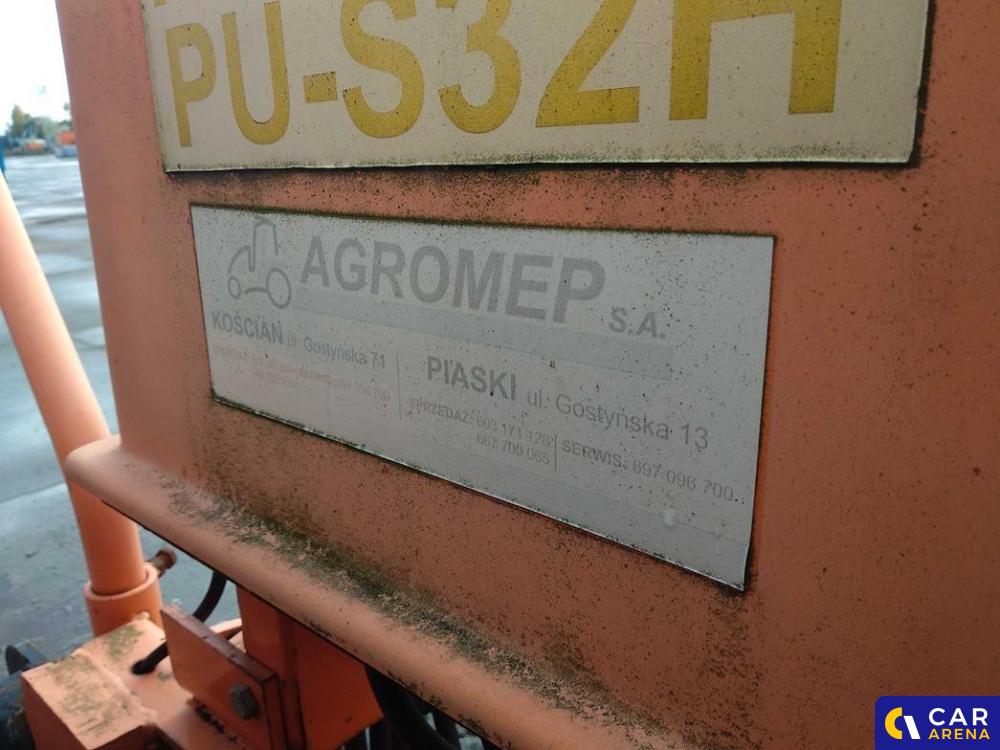 PU-S32H
AGROMEP S.A.
KOŚCIAN ul. Gostyńska 71
PIASKI ul. Gostyńska 13
SPRZEDAŻ: 603 171 128
667 700 065
SERWIS: 697 096 700
CAR
ARENA